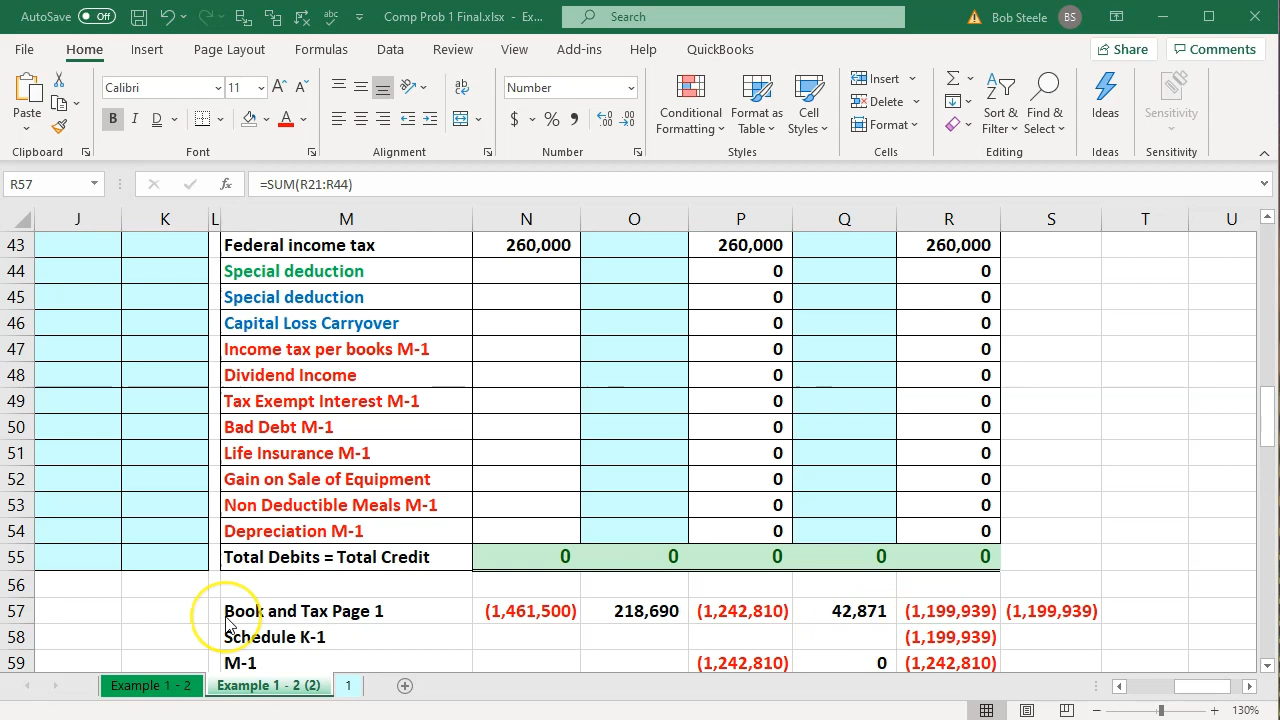 AutoSave Off Comp Prob 1 Final.xlsx - Ex... Search Bob Steele BS
File Home Insert Page Layout Formulas Data Review View Add-ins Help QuickBooks Share Comments
Paste Calibri 11 Number Conditional Formatting Format as Table Cell Styles Insert Delete Format Sort & Filter Find & Select Ideas Sensitivity
Clipboard Font Alignment Number Styles Cells Editing Ideas Sensitivity
R57 =SUM(R21:R44)
J K L M N O P Q R S T U
43 Federal income tax 260,000 260,000 260,000
44 Special deduction 0 0
45 Special deduction 0 0
46 Capital Loss Carryover 0 0
47 Income tax per books M-1 0 0
48 Dividend Income 0 0
49 Tax Exempt Interest M-1 0 0
50 Bad Debt M-1 0 0
51 Life Insurance M-1 0 0
52 Gain on Sale of Equipment 0 0
53 Non Deductible Meals M-1 0 0
54 Depreciation M-1 0 0
55 Total Debits = Total Credit 0 0 0 0 0
56
57 Book and Tax Page 1 (1,461,500) 218,690 (1,242,810) 42,871 (1,199,939) (1,199,939)
58 Schedule K-1 (1,199,939)
59 M-1 (1,242,810) 0 (1,242,810)
Example 1 - 2 Example 1 - 2 (2) 1
130%